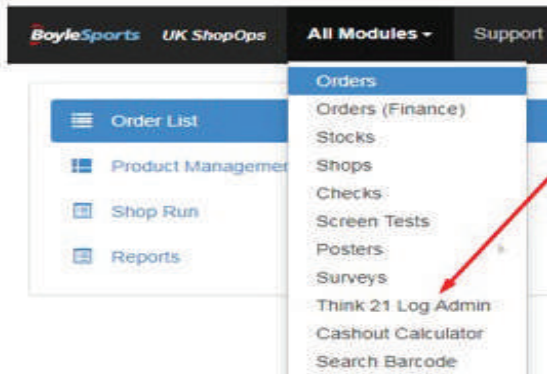 BoyleSports UK ShopOps All Modules Support
Order List
Product Managemen
Shop Run
Reports
Orders
Orders (Finance)
Stocks
Shops
Checks
Screen Tests
Posters
Surveys
Think 21 Log Admin
Cashout Calculator
Search Barcode